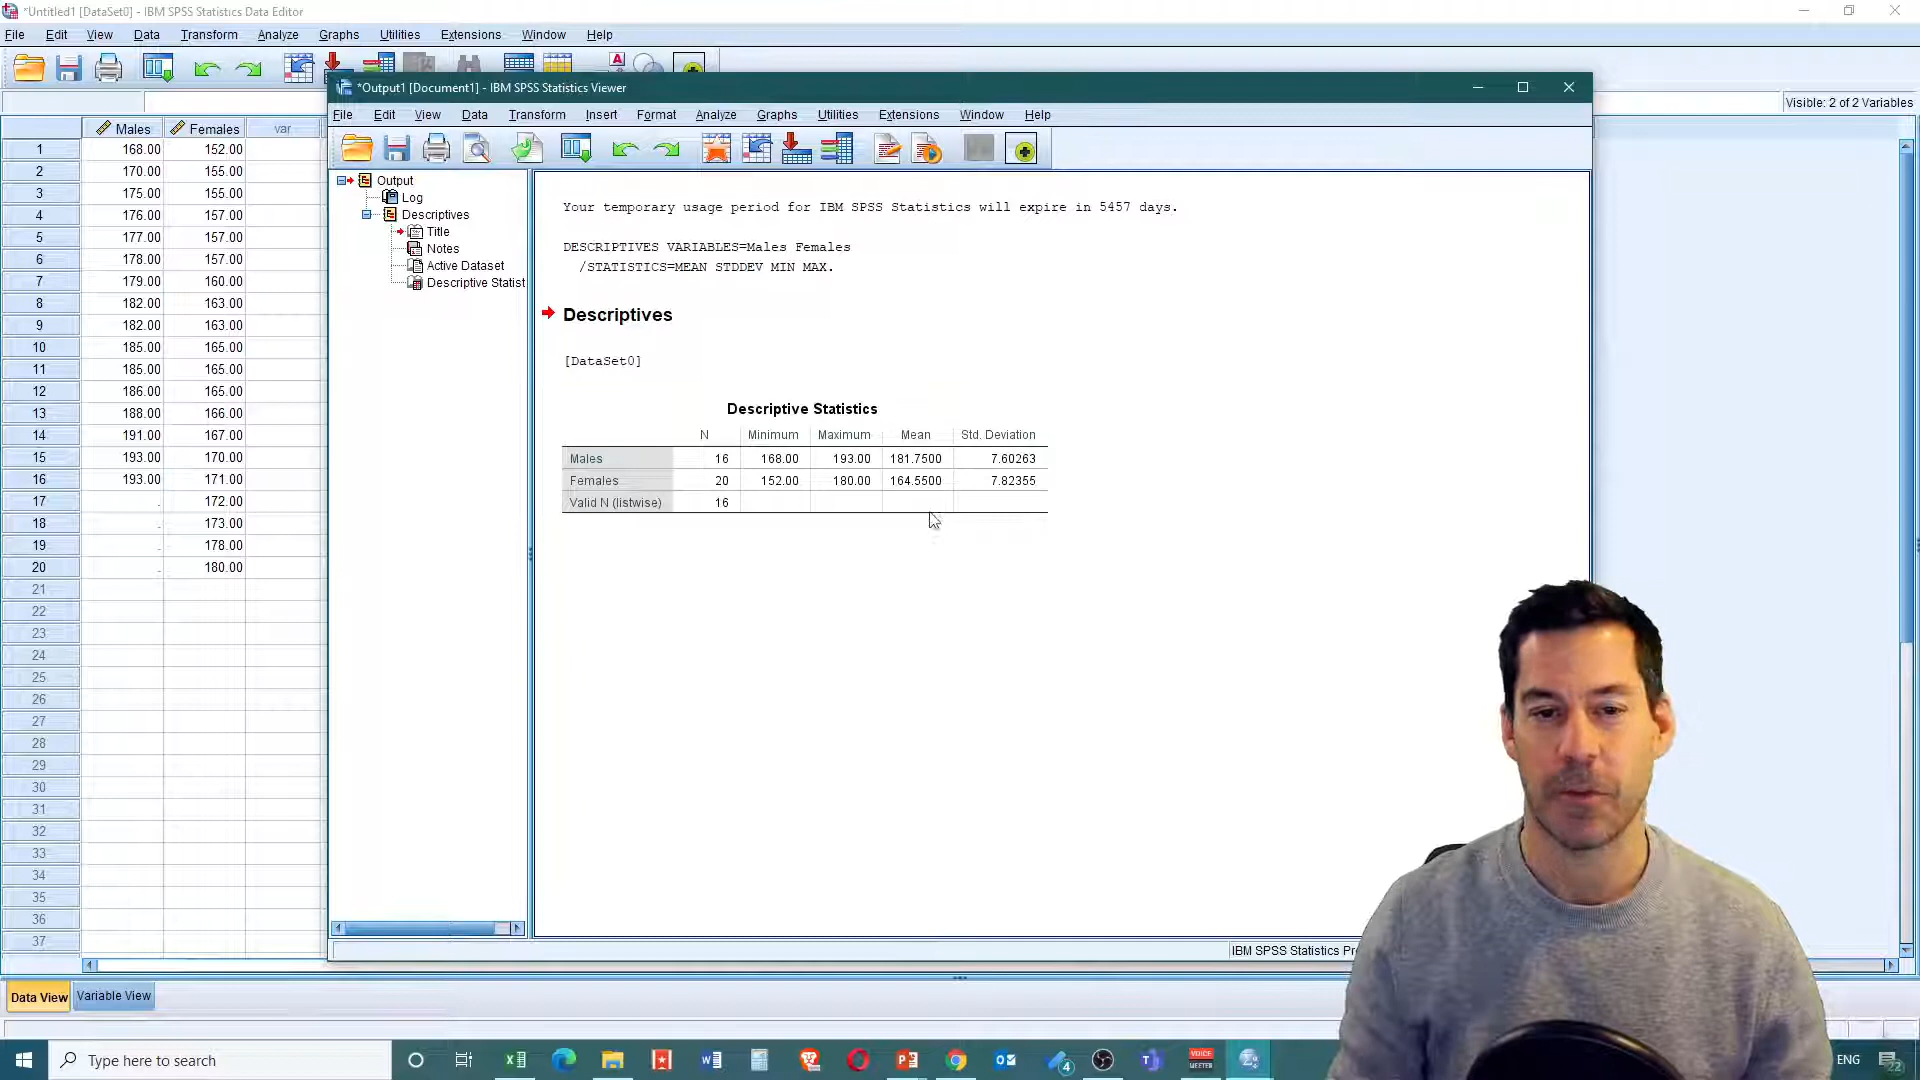 *Untitled1 [DataSet0] - IBM SPSS Statistics Data Editor
File Edit View Data Transform Analyze Graphs Utilities Extensions Window Help
*Output1 [Document1] - IBM SPSS Statistics Viewer
Visible: 2 of 2 Variables
File Edit View Data Transform Insert Format Analyze Graphs Utilities Extensions Window Help
Males Females var
1 168.00 152.00
2 170.00 155.00
3 175.00 155.00
4 176.00 157.00
5 177.00 157.00
6 178.00 157.00
7 179.00 160.00
8 182.00 163.00
9 182.00 163.00
10 185.00 165.00
11 185.00 165.00
12 186.00 165.00
13 188.00 166.00
14 191.00 167.00
15 193.00 170.00
16 193.00 171.00
17 . 172.00
18 . 173.00
19 . 178.00
20 . 180.00
21
22
23
24
25
26
27
28
29
30
31
32
33
34
35
36
37
Output
Log
Descriptives
Title
Notes
Active Dataset
Descriptive Statist
Your temporary usage period for IBM SPSS Statistics will expire in 5457 days.
DESCRIPTIVES VARIABLES=Males Females
/STATISTICS=MEAN STDDEV MIN MAX.
Descriptives
[DataSet0]
Descriptive Statistics
N Minimum Maximum Mean Std. Deviation
Males 16 168.00 193.00 181.7500 7.60263
Females 20 152.00 180.00 164.5500 7.82355
Valid N (listwise) 16
IBM SPSS Statistics Pr
Data View Variable View
Type here to search
4
VOICE
MEETER
ENG
22